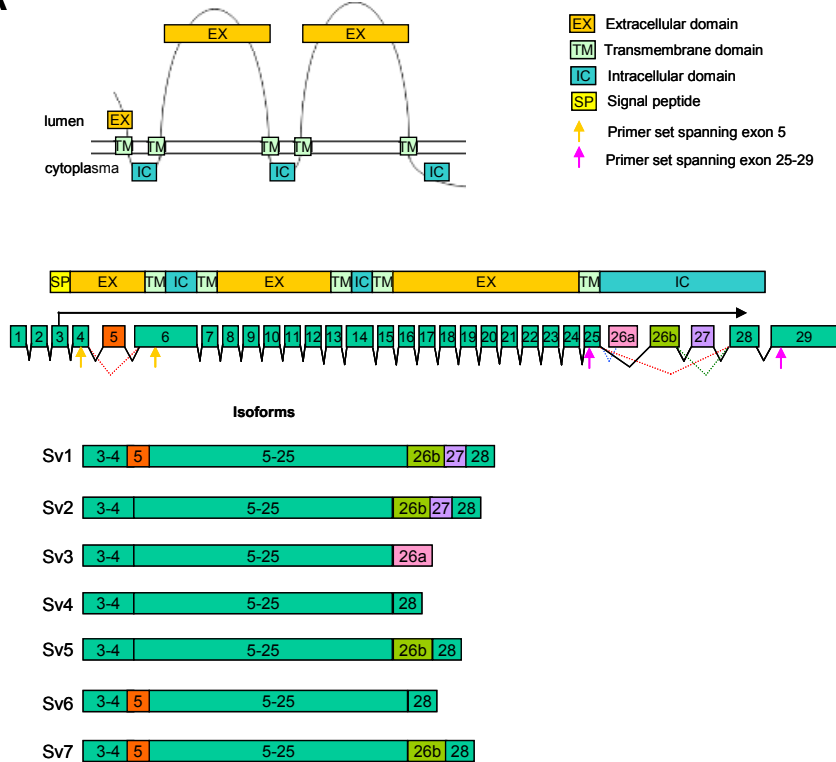 EX EX
EX Extracellular domain
TM Transmembrane domain
IC Intracellular domain
SP Signal peptide
Primer set spanning exon 5
Primer set spanning exon 25-29
lumen EX
TM TM TM TM TM
cytoplasma IC IC IC
SP EX TM IC TM EX TM IC TM EX TM IC
1 2 3 4 5 6 7 8 9 10 11 12 13 14 15 16 17 18 19 20 21 22 23 24 25 26a 26b 27 28 29
Isoforms
Sv1 3-4 5 5-25 26b 27 28
Sv2 3-4 5-25 26b 27 28
Sv3 3-4 5-25 26a
Sv4 3-4 5-25 28
Sv5 3-4 5-25 26b 28
Sv6 3-4 5 5-25 28
Sv7 3-4 5 5-25 26b 28